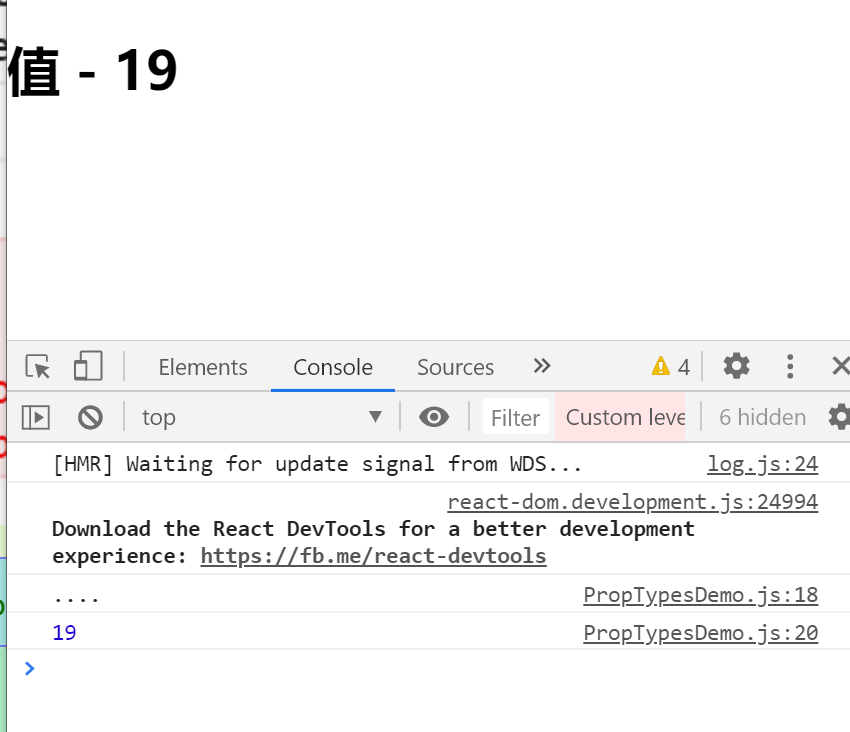 值 - 19
Elements Console Sources 4
top Filter Custom leve 6 hidden
[HMR] Waiting for update signal from WDS... log.js:24
react-dom.development.js:24994
Download the React DevTools for a better development
experience: https://fb.me/react-devtools
.... PropTypesDemo.js:18
19 PropTypesDemo.js:20